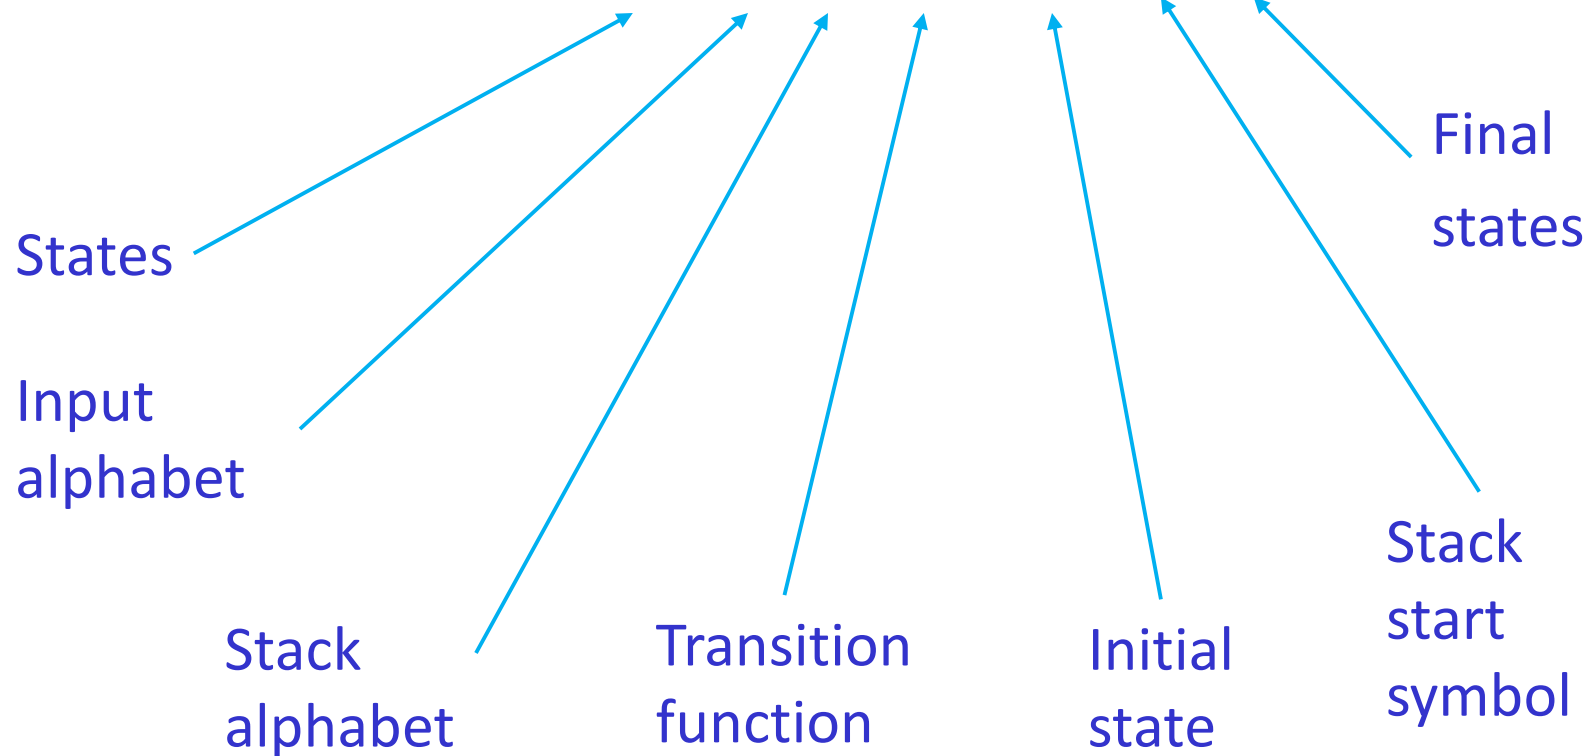 Final
states
States
Input
alphabet
Stack
alphabet
Transition
function
Initial
state
Stack
start
symbol